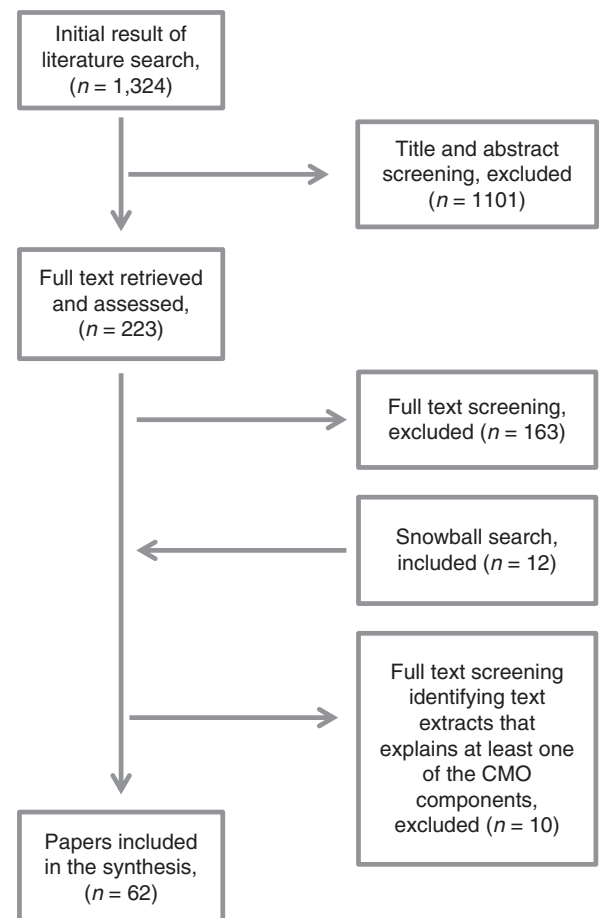 Initial result of
literature search,
(n = 1,324)
Title and abstract
screening, excluded
(n = 1101)
Full text retrieved
and assessed,
(n = 223)
Full text screening,
excluded (n = 163)
Snowball search,
included (n = 12)
Full text screening
identifying text
extracts that
explains at least one
of the CMO
components,
excluded (n = 10)
Papers included
in the synthesis,
(n = 62)